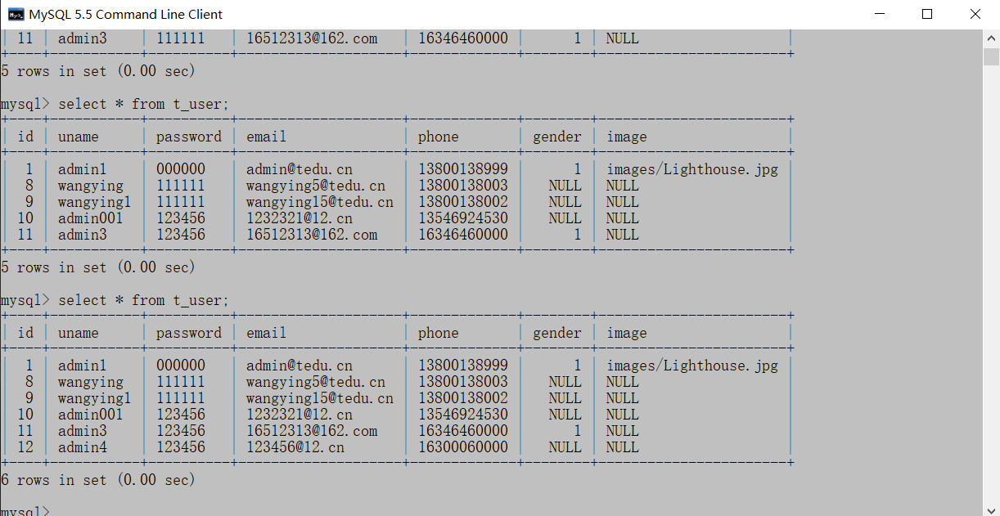 MySQL 5.5 Command Line Client
| 11 | admin3 | 111111 | 16512313@162.com | 16346460000 | 1 | NULL |
5 rows in set (0.00 sec)
mysql> select * from t_user;
| id | uname | password | email | phone | gender | image |
| 1 | admin1 | 000000 | admin@tedu.cn | 13800138999 | 1 | images/Lighthouse.jpg |
| 8 | wangying | 111111 | wangying5@tedu.cn | 13800138003 | NULL | NULL |
| 9 | wangying1 | 111111 | wangying15@tedu.cn | 13800138002 | NULL | NULL |
| 10 | admin001 | 123456 | 1232321@12.cn | 13546924530 | NULL | NULL |
| 11 | admin3 | 123456 | 16512313@162.com | 16346460000 | 1 | NULL |
5 rows in set (0.00 sec)
mysql> select * from t_user;
| id | uname | password | email | phone | gender | image |
| 1 | admin1 | 000000 | admin@tedu.cn | 13800138999 | 1 | images/Lighthouse.jpg |
| 8 | wangying | 111111 | wangying5@tedu.cn | 13800138003 | NULL | NULL |
| 9 | wangying1 | 111111 | wangying15@tedu.cn | 13800138002 | NULL | NULL |
| 10 | admin001 | 123456 | 1232321@12.cn | 13546924530 | NULL | NULL |
| 11 | admin3 | 123456 | 16512313@162.com | 16346460000 | 1 | NULL |
| 12 | admin4 | 123456 | 123456@12.cn | 16300060000 | NULL | NULL |
6 rows in set (0.00 sec)
mysql>